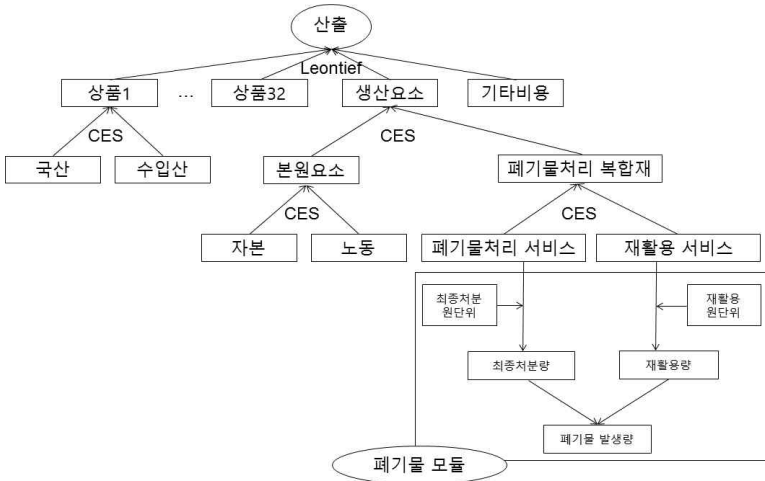 산출
Leontief
상품1
...
상품32
생산요소
기타비용
CES
CES
국산
수입산
본원요소
폐기물처리 복합재
CES
CES
자본
노동
폐기물처리 서비스
재활용 서비스
최종처분
원단위
재활용
원단위
최종처분량
재활용량
폐기물 발생량
폐기물 모듈